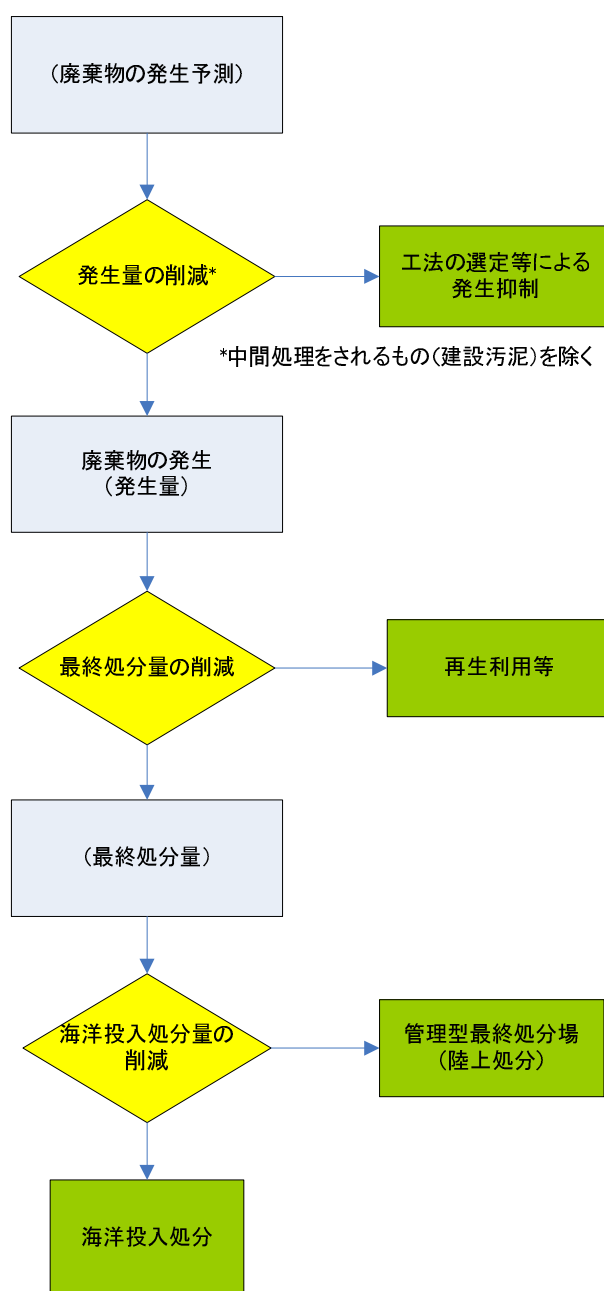 （廃棄物の発生予測）
発生量の削減*
工法の選定等による
発生抑制
*中間処理をされるもの（建設汚泥）を除く
廃棄物の発生
（発生量）
最終処分量の削減
再生利用等
（最終処分量）
海洋投入処分量の
削減
管理型最終処分場
（陸上処分）
海洋投入処分